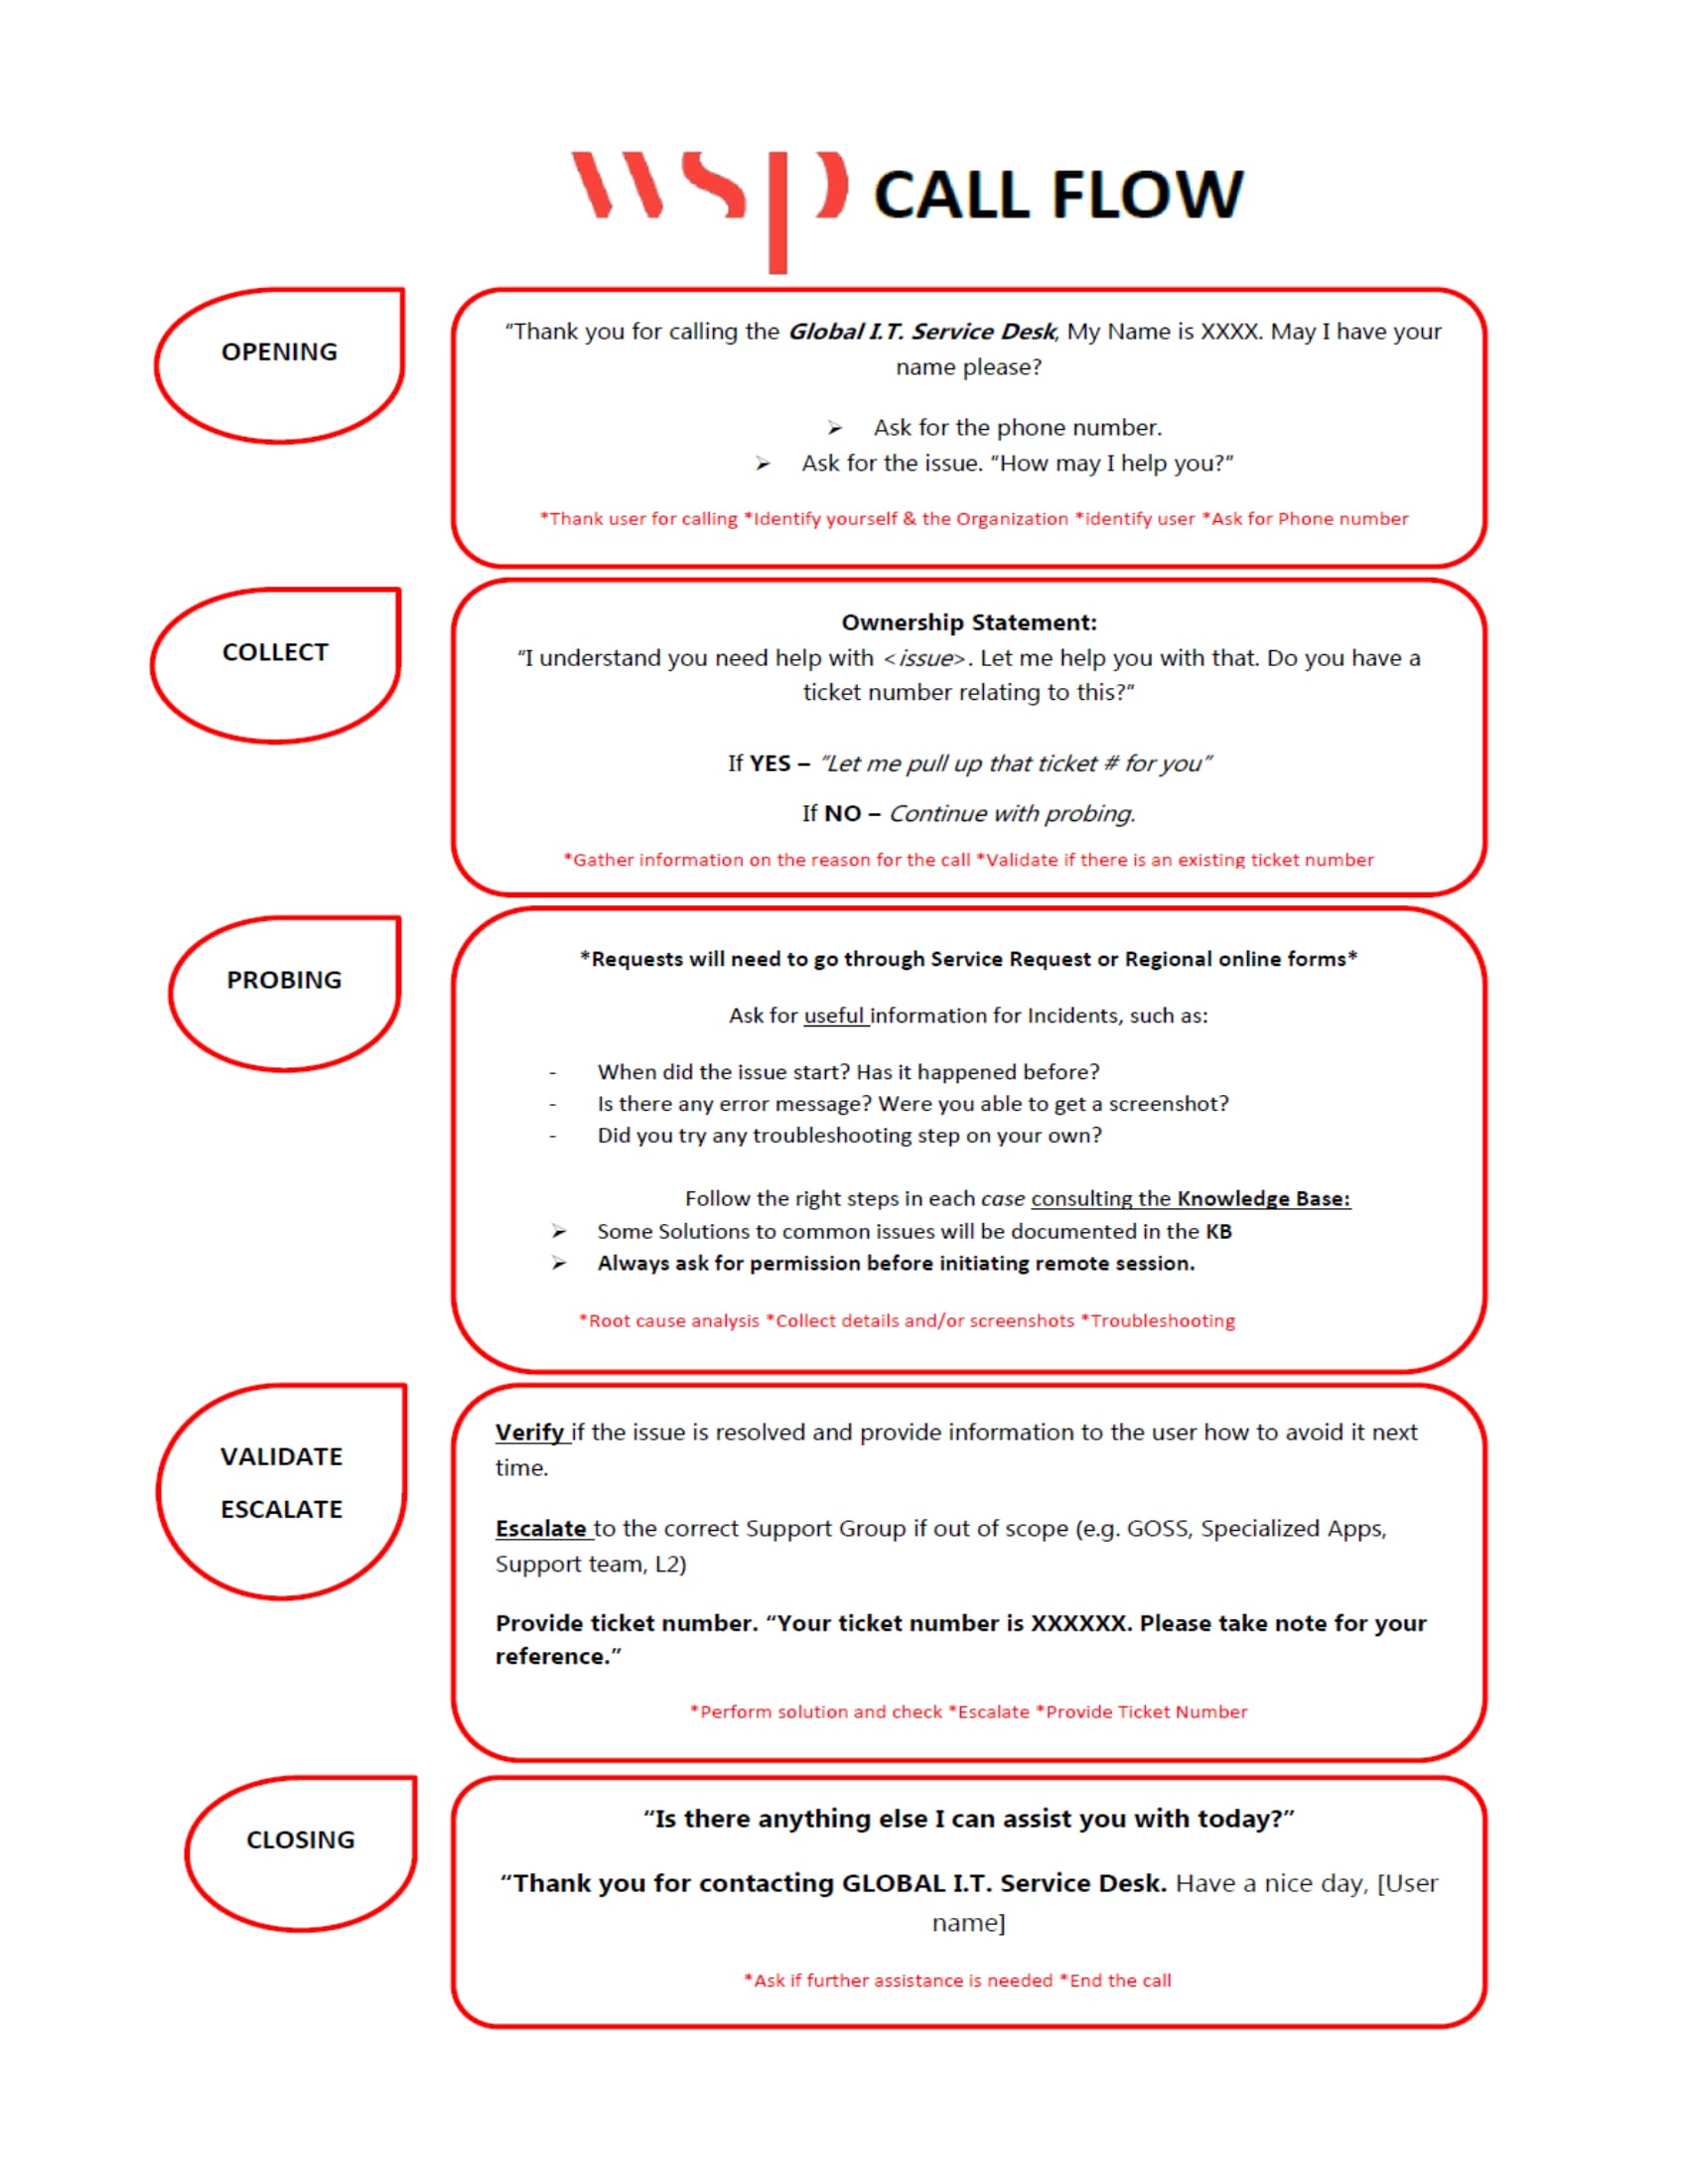 wsp CALL FLOW
OPENING
“Thank you for calling the Global I.T. Service Desk, My Name is XXXX. May I have your
name please?
➢ Ask for the phone number.
➢ Ask for the issue. "How may I help you?"
*Thank user for calling *Identify yourself & the Organization *identify user *Ask for Phone number
COLLECT
Ownership Statement:
"I understand you need help with <issue>. Let me help you with that. Do you have a
ticket number relating to this?"
If YES – "Let me pull up that ticket # for you"
If NO – Continue with probing.
*Gather information on the reason for the call *Validate if there is an existing ticket number
PROBING
*Requests will need to go through Service Request or Regional online forms*
Ask for useful information for Incidents, such as:
- When did the issue start? Has it happened before?
- Is there any error message? Were you able to get a screenshot?
- Did you try any troubleshooting step on your own?
Follow the right steps in each case consulting the Knowledge Base:
➢ Some Solutions to common issues will be documented in the KB
➢ Always ask for permission before initiating remote session.
*Root cause analysis *Collect details and/or screenshots *Troubleshooting
VALIDATE
ESCALATE
Verify if the issue is resolved and provide information to the user how to avoid it next
time.
Escalate to the correct Support Group if out of scope (e.g. GOSS, Specialized Apps,
Support team, L2)
Provide ticket number. “Your ticket number is XXXXXX. Please take note for your
reference.”
*Perform solution and check *Escalate *Provide Ticket Number
CLOSING
“Is there anything else I can assist you with today?”
“Thank you for contacting GLOBAL I.T. Service Desk. Have a nice day, [User
name]
*Ask if further assistance is needed *End the call